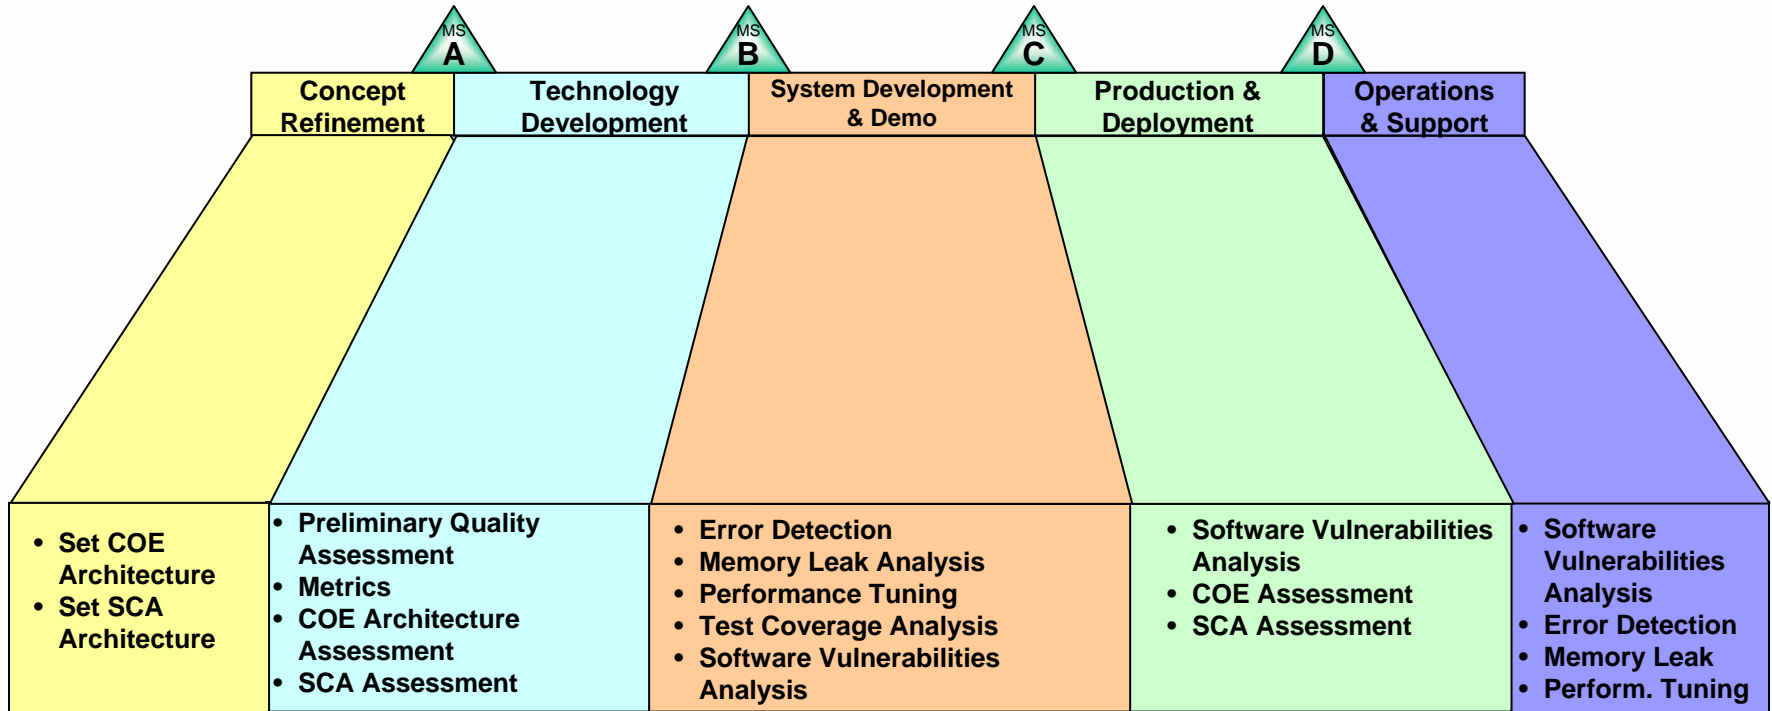 MS
A
MS
B
MS
C
MS
D
Concept
Refinement
Technology
Development
System Development
& Demo
Production &
Deployment
Operations
& Support
• Set COE
Architecture
• Set SCA
Architecture
• Preliminary Quality
Assessment
• Metrics
• COE Architecture
Assessment
• SCA Assessment
• Error Detection
• Memory Leak Analysis
• Performance Tuning
• Test Coverage Analysis
• Software Vulnerabilities
Analysis
• Software Vulnerabilities
Analysis
• COE Assessment
• SCA Assessment
• Software
Vulnerabilities
Analysis
• Error Detection
• Memory Leak
• Perform. Tuning